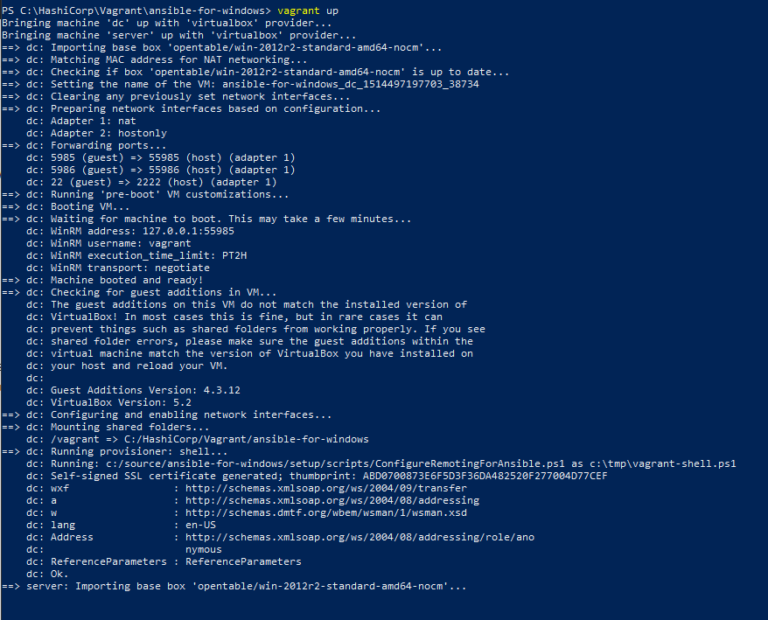 PS C:\HashiCorp\Vagrant\ansible-for-windows> vagrant up
Bringing machine 'dc' up with 'virtualbox' provider...
Bringing machine 'server' up with 'virtualbox' provider...
==> dc: Importing base box 'opentable/win-2012r2-standard-amd64-nocm'...
==> dc: Matching MAC address for NAT networking...
==> dc: Checking if box 'opentable/win-2012r2-standard-amd64-nocm' is up to date...
==> dc: Setting the name of the VM: ansible-for-windows_dc_1514497197703_38734
==> dc: Clearing any previously set network interfaces...
==> dc: Preparing network interfaces based on configuration...
    dc: Adapter 1: nat
    dc: Adapter 2: hostonly
==> dc: Forwarding ports...
    dc: 5985 (guest) => 55985 (host) (adapter 1)
    dc: 5986 (guest) => 55986 (host) (adapter 1)
    dc: 22 (guest) => 2222 (host) (adapter 1)
==> dc: Running 'pre-boot' VM customizations...
==> dc: Booting VM...
==> dc: Waiting for machine to boot. This may take a few minutes...
    dc: WinRM address: 127.0.0.1:55985
    dc: WinRM username: vagrant
    dc: WinRM execution_time_limit: PT2H
    dc: WinRM transport: negotiate
==> dc: Machine booted and ready!
==> dc: Checking for guest additions in VM...
    dc: The guest additions on this VM do not match the installed version of
    dc: VirtualBox! In most cases this is fine, but in rare cases it can
    dc: prevent things such as shared folders from working properly. If you see
    dc: shared folder errors, please make sure the guest additions within the
    dc: virtual machine match the version of VirtualBox you have installed on
    dc: your host and reload your VM.
    dc:
    dc: Guest Additions Version: 4.3.12
    dc: VirtualBox Version: 5.2
==> dc: Configuring and enabling network interfaces...
==> dc: Mounting shared folders...
    dc: /vagrant => C:/HashiCorp/Vagrant/ansible-for-windows
==> dc: Running provisioner: shell...
    dc: Running: c:/source/ansible-for-windows/setup/scripts/ConfigureRemotingForAnsible.ps1 as c:\tmp\vagrant-shell.ps1
    dc: Self-signed SSL certificate generated; thumbprint: ABD0700873E6F5D3F36DA482520F277004D77CEF
    dc: wxf                 : http://schemas.xmlsoap.org/ws/2004/09/transfer
    dc: a                   : http://schemas.xmlsoap.org/ws/2004/08/addressing
    dc: w                   : http://schemas.dmtf.org/wbem/wsman/1/wsman.xsd
    dc: lang                : en-US
    dc: Address             : http://schemas.xmlsoap.org/ws/2004/08/addressing/role/ano
    dc:                       nymous
    dc: ReferenceParameters : ReferenceParameters
    dc: Ok.
==> server: Importing base box 'opentable/win-2012r2-standard-amd64-nocm'...